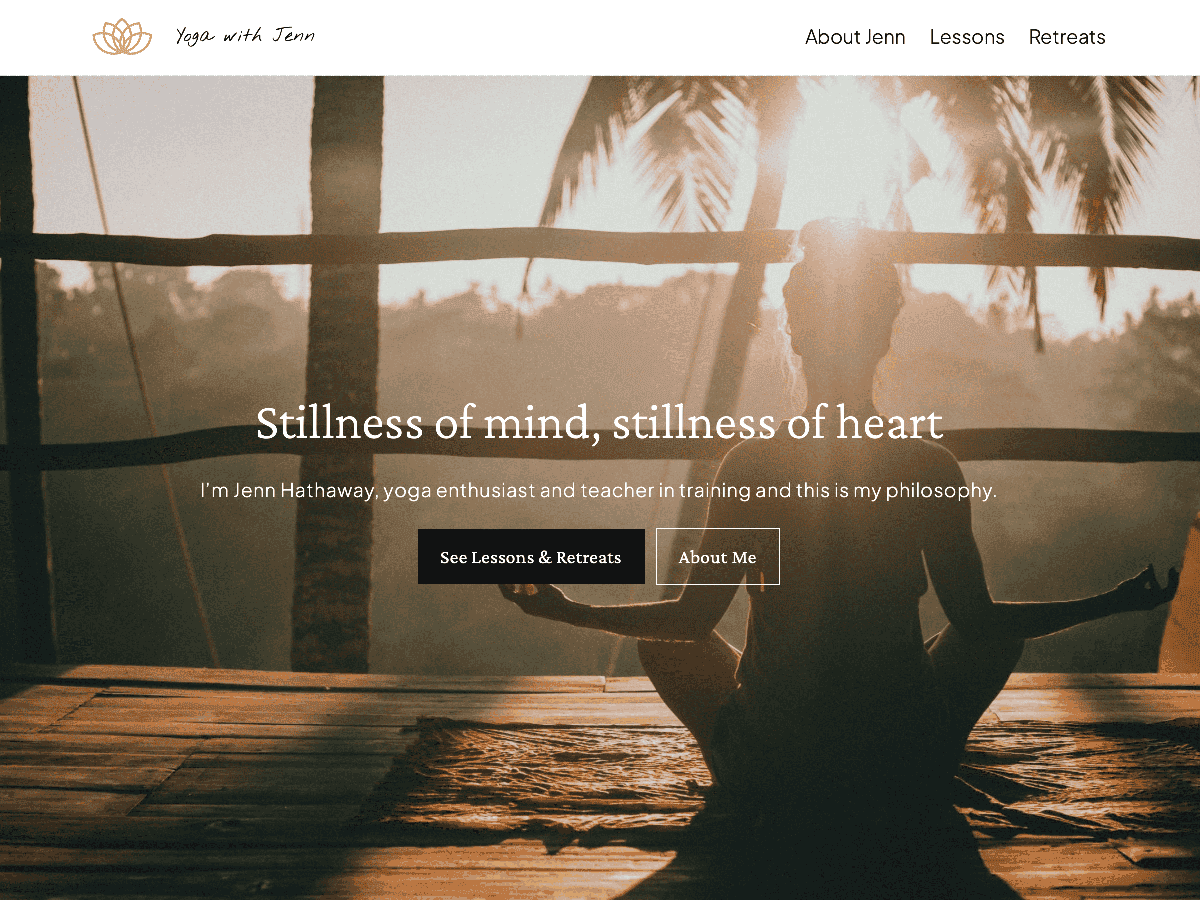 Yoga with Jenn
About Jenn Lessons Retreats
Stillness of mind, stillness of heart
I'm Jenn Hathaway, yoga enthusiast and teacher in training and this is my philosophy.
See Lessons & Retreats About Me